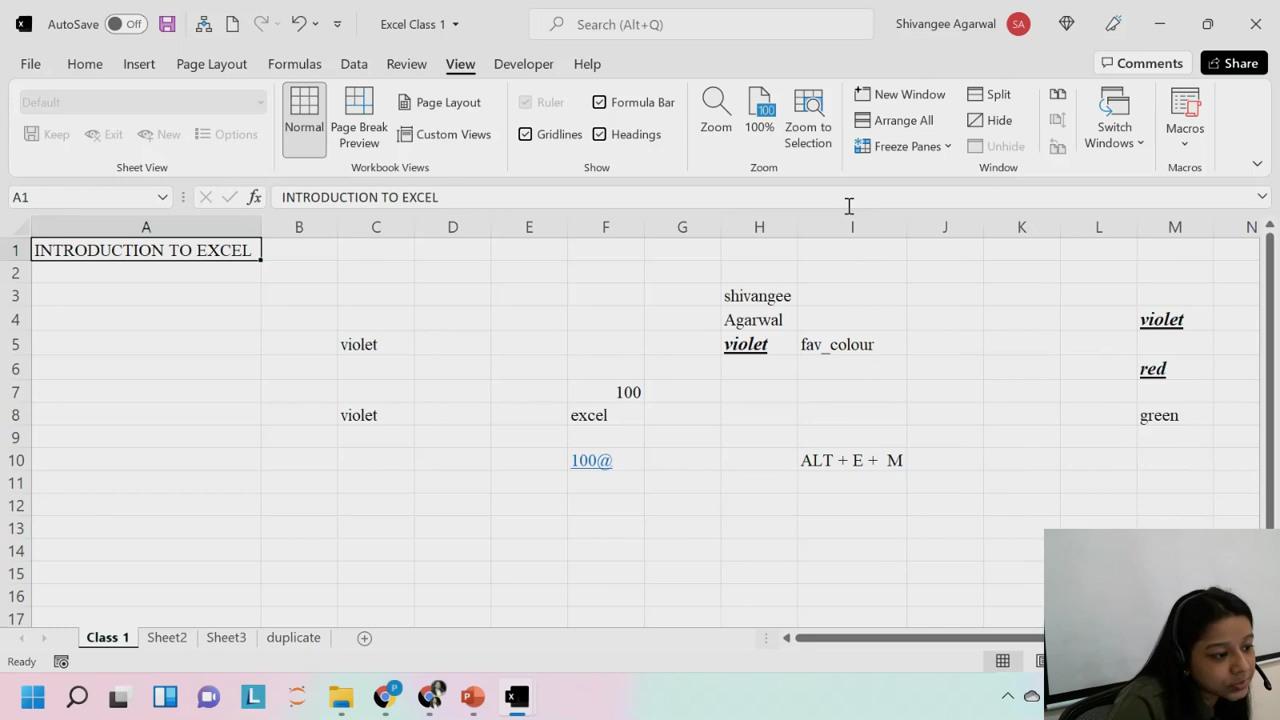 AutoSave Off Excel Class 1 Search (Alt+Q) Shivangee Agarwal SA
File Home Insert Page Layout Formulas Data Review View Developer Help Comments Share
Default
Keep Exit New Options
Sheet View
Normal
Page Break Preview
Page Layout
Custom Views
Workbook Views
Ruler Formula Bar
Gridlines Headings
Show
Zoom
100
100%
Zoom to Selection
Zoom
New Window
Arrange All
Freeze Panes
Split
Hide
Unhide
Switch Windows
Window
Macros
Macros
A1 fx INTRODUCTION TO EXCEL
A B C D E F G H I J K L M N
1 INTRODUCTION TO EXCEL
2
3 shivangee
4 Agarwal violet
5 violet violet fav_colour
6 red
7 100
8 violet excel green
9
10 100@ ALT + E + M
11
12
13
14
15
16
17
Class 1 Sheet2 Sheet3 duplicate
Ready
L P P